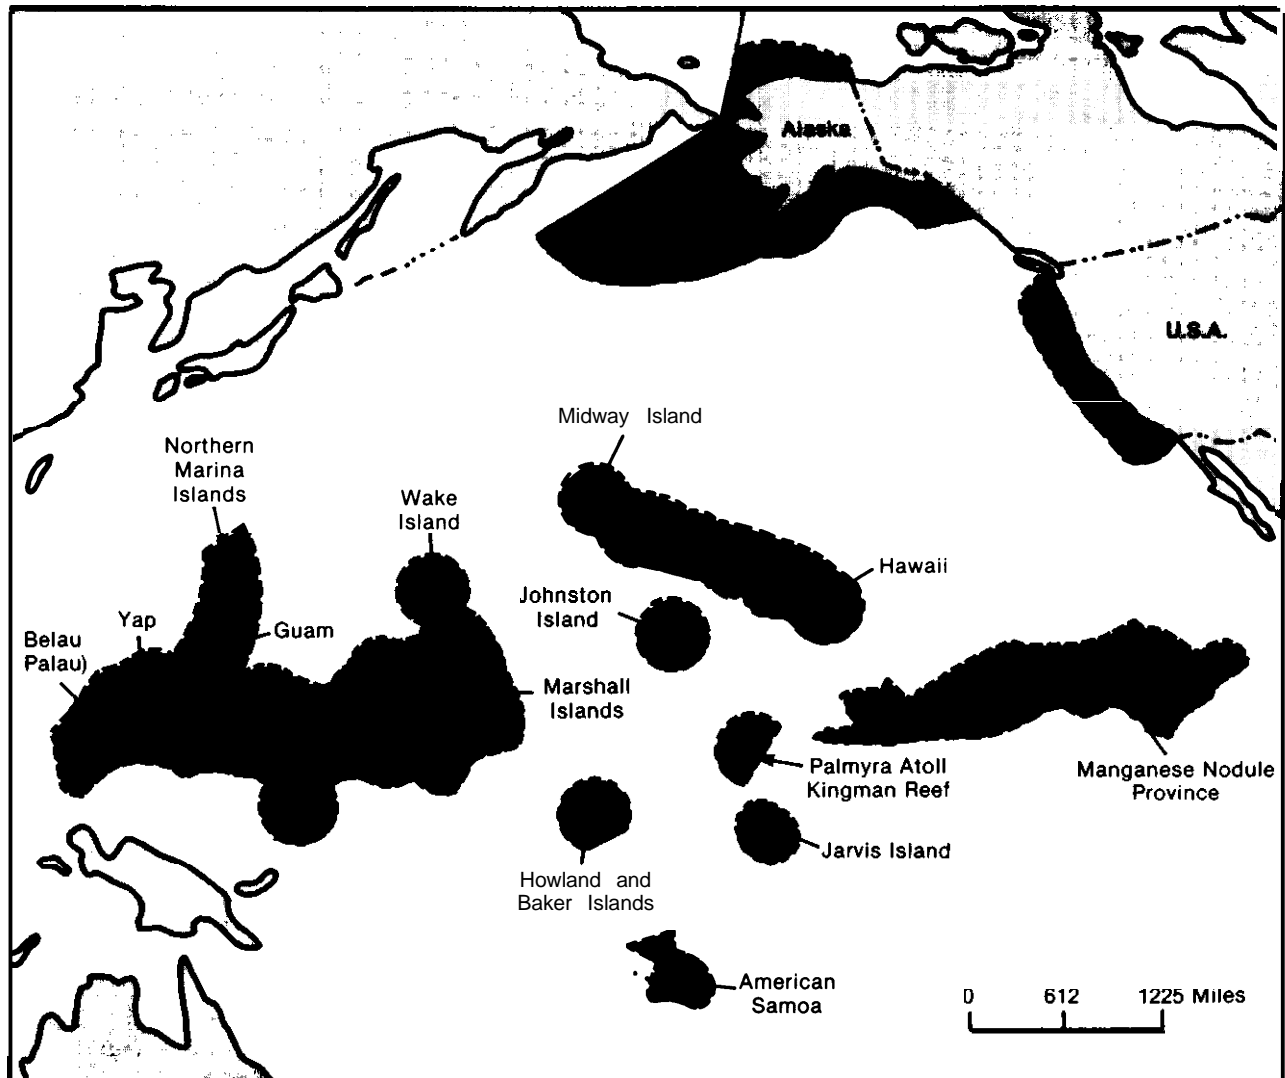 Alaska
U.S.A.
Midway Island
Northern
Marina
Islands
Wake
Island
Hawaii
Johnston
Island
Yap
Guam
Belau
Palau)
Marshall
Islands
Palmyra Atoll
Kingman Reef
Manganese Nodule
Province
Jarvis Island
Howland and
Baker Islands
American
Samoa
0 612 1225 Miles